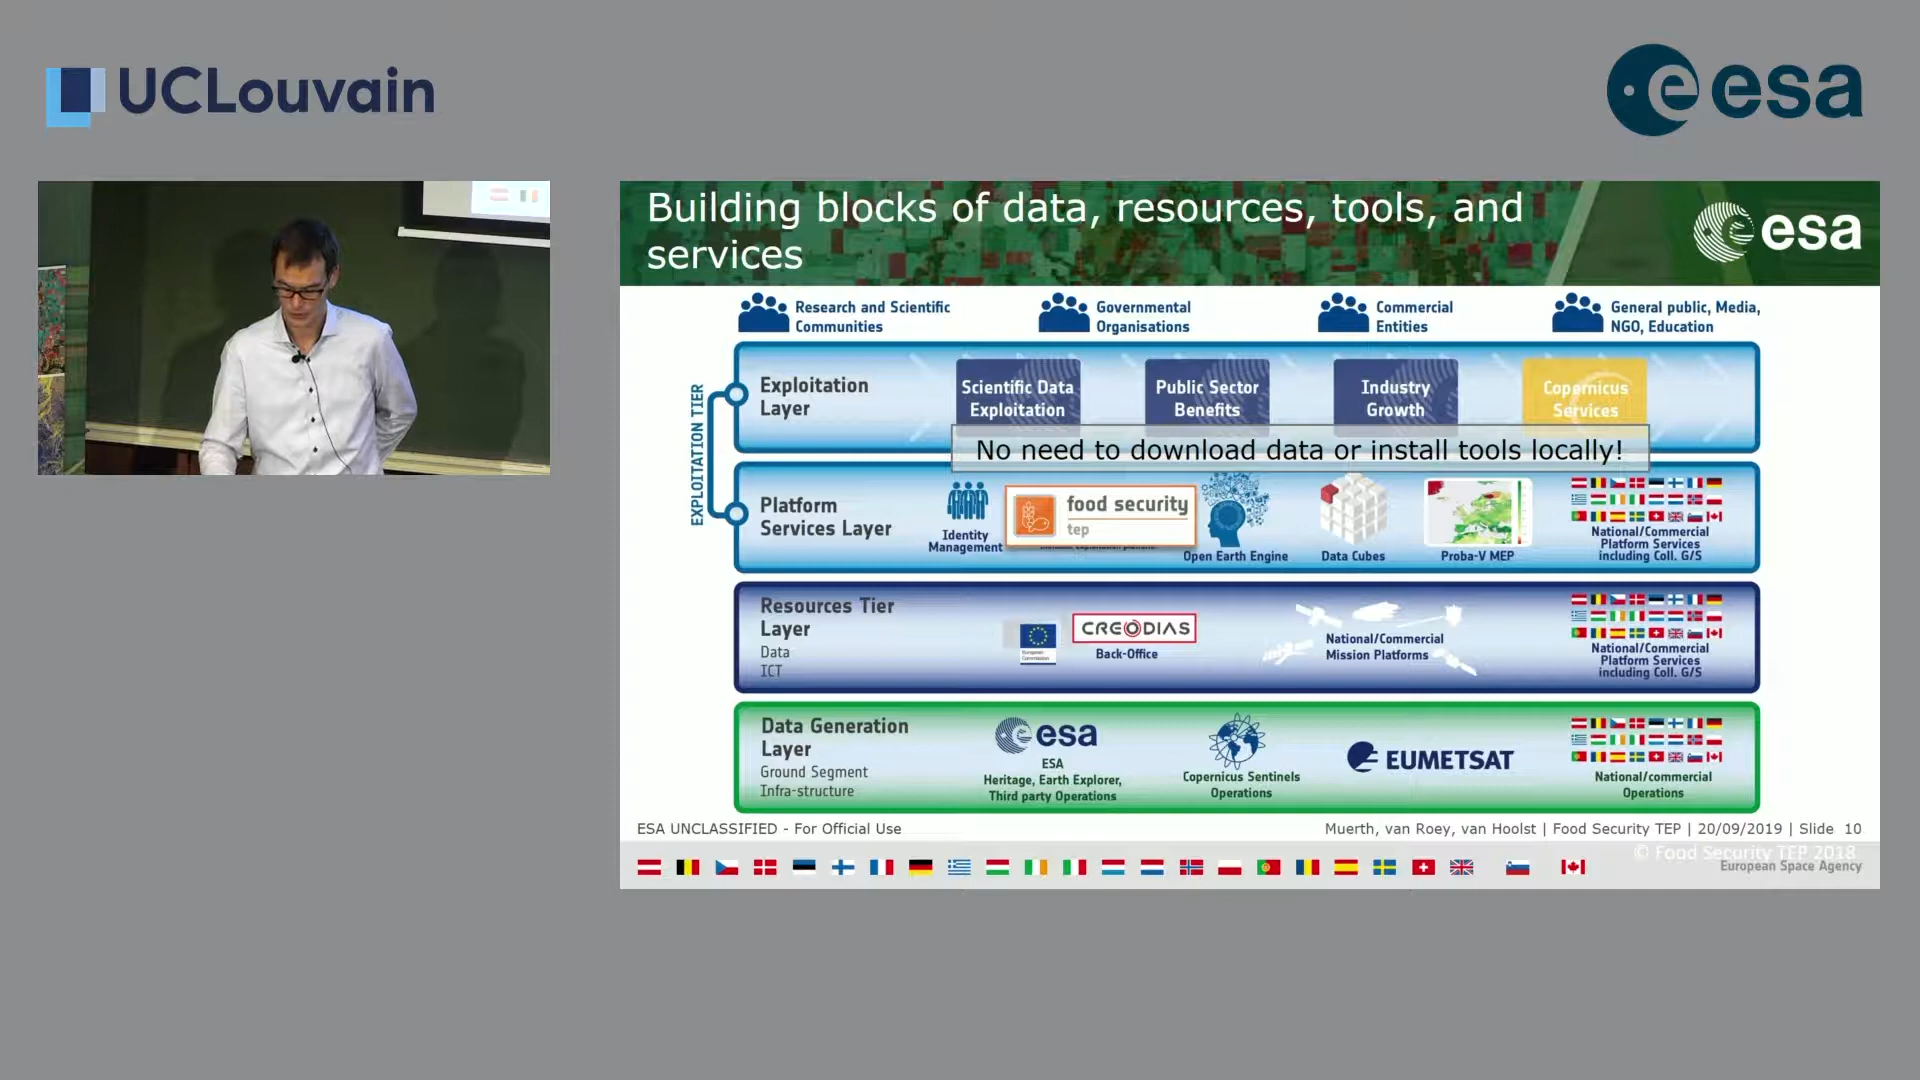 UCLouvain
esa
Building blocks of data, resources, tools, and
services
esa
Research and Scientific
Communities
Governmental
Organisations
Commercial
Entities
General public, Media,
NGO, Education
EXPLOITATION TIER
Exploitation
Layer
Scientific Data
Exploitation
Public Sector
Benefits
Industry
Growth
Copernicus
Services
No need to download data or install tools locally!
Platform
Services Layer
Identity
Management
food security
tep
Open Earth Engine
Data Cubes
Proba-V MEP
National/Commercial
Platform Services
including Coll. G/S
Resources Tier
Layer
Data
ICT
European
Commission
CREODIAS
Back-Office
National/Commercial
Mission Platforms
National/Commercial
Platform Services
including Coll. G/S
Data Generation
Layer
Ground Segment
Infra-structure
esa
ESA
Heritage, Earth Explorer,
Third party Operations
Copernicus Sentinels
Operations
EUMETSAT
National/commercial
Operations
ESA UNCLASSIFIED - For Official Use
Muerth, van Roey, van Hoolst | Food Security TEP | 20/09/2019 | Slide 10
© Food Security TEP 2018
European Space Agency